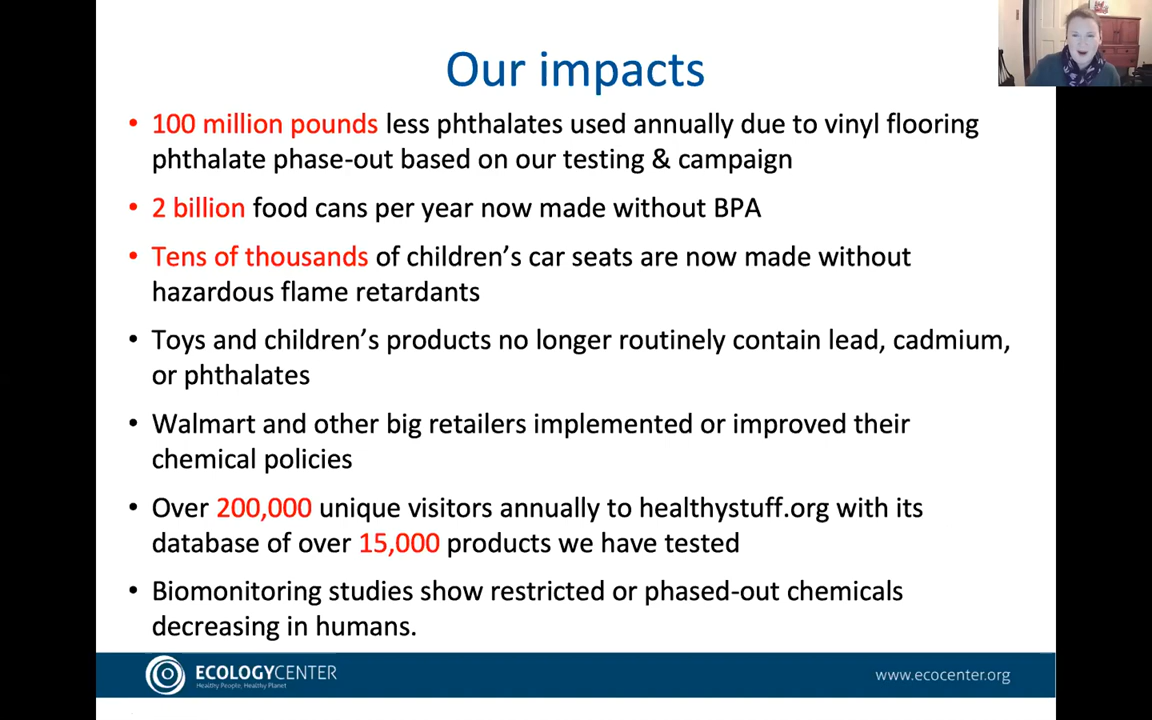 Our impacts
• 100 million pounds less phthalates used annually due to vinyl flooring
phthalate phase-out based on our testing & campaign
• 2 billion food cans per year now made without BPA
• Tens of thousands of children’s car seats are now made without
hazardous flame retardants
• Toys and children’s products no longer routinely contain lead, cadmium,
or phthalates
• Walmart and other big retailers implemented or improved their
chemical policies
• Over 200,000 unique visitors annually to healthystuff.org with its
database of over 15,000 products we have tested
• Biomonitoring studies show restricted or phased-out chemicals
decreasing in humans.
ECOLOGYCENTER
Healthy People, Healthy Planet
www.ecocenter.org